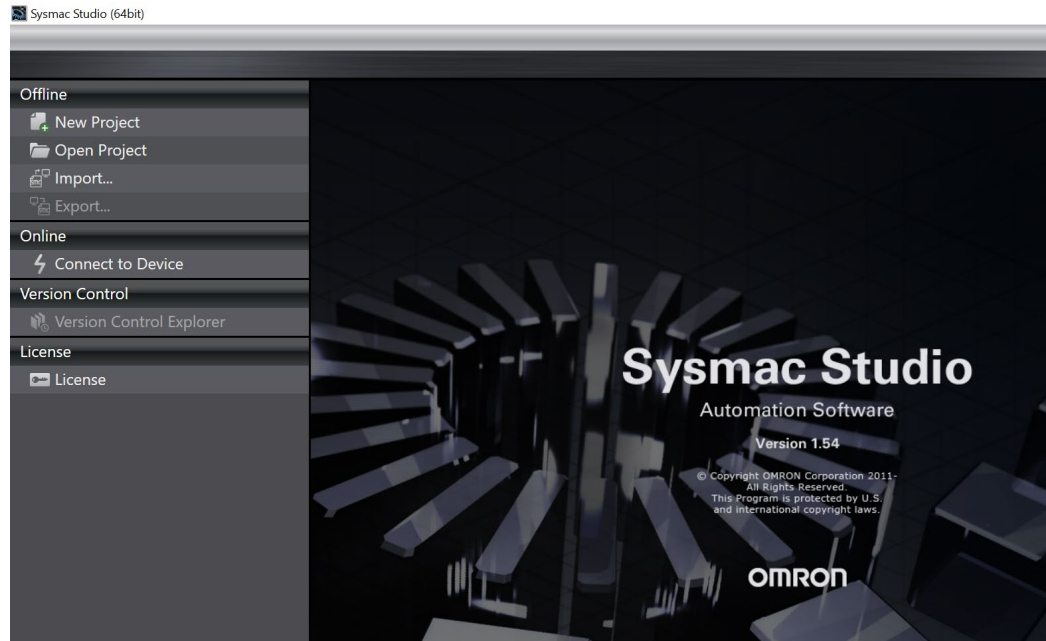 Sysmac Studio (64bit)
Offline
New Project
Open Project
Import...
Export...
Online
Connect to Device
Version Control
Version Control Explorer
License
License
Sysmac Studio
Automation Software
Version 1.54
© Copyright OMRON Corporation 2011-
All Rights Reserved.
This Program is protected by U.S.
and international copyright laws.
OMRON